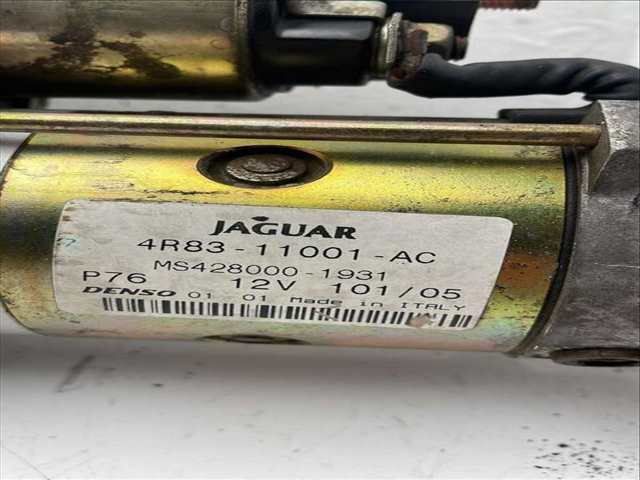 JAGUAR
4R83-11001-AC
MS428000-1931
P76 12V 101/05
DENSO 01 01 Made in ITALY